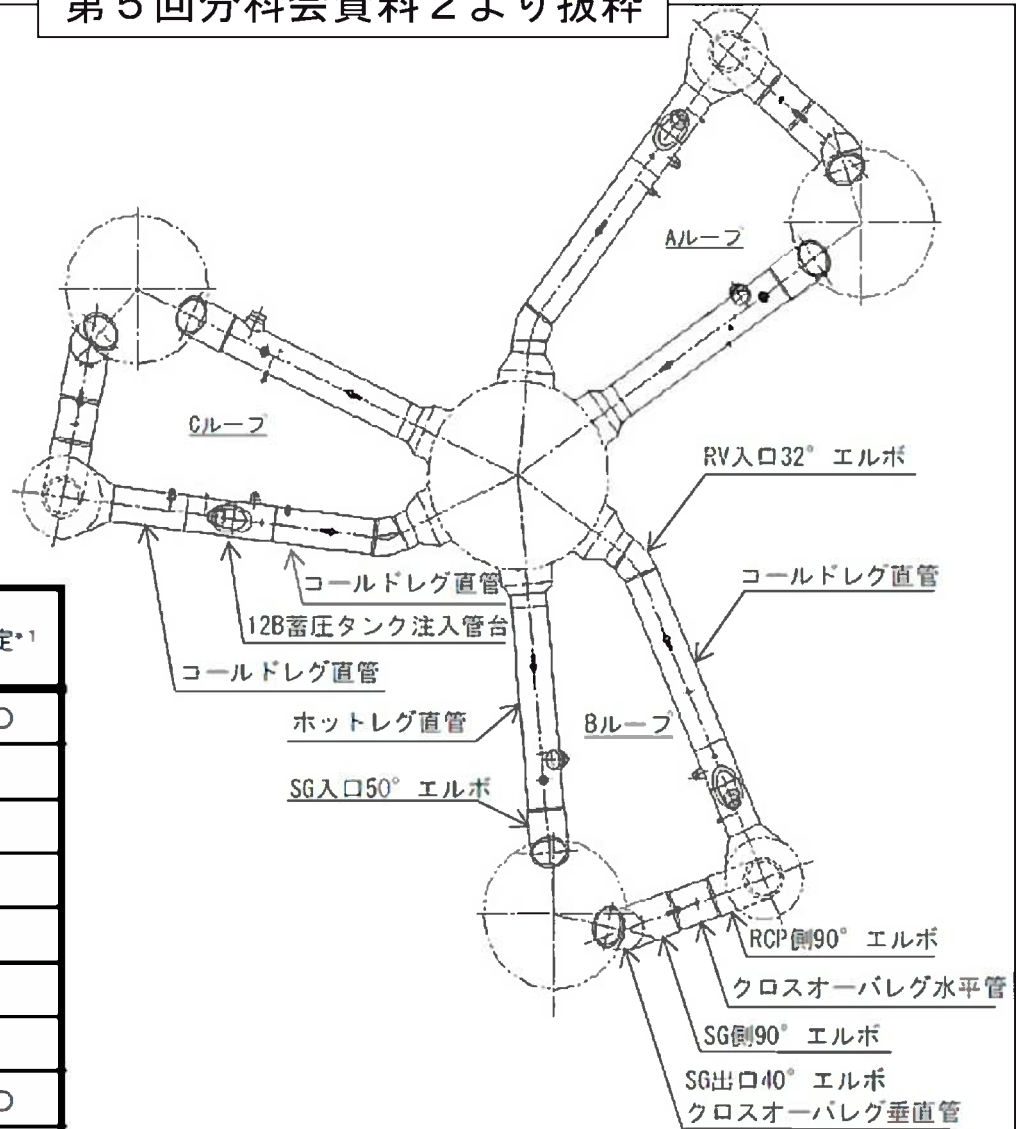 第5回分科会資料2より抜粋
Aループ
Cループ
RV入口32° エルボ
コールドレグ直管
コールドレグ直管
12B蓄圧タンク注入管台
コールドレグ直管
ホットレグ直管
Bループ
SG入口50° エルボ
RCP側90° エルボ
クロスオーバレグ水平管
SG側90° エルボ
SG出口40° エルボ
クロスオーバレグ垂直管
定*1
○
○